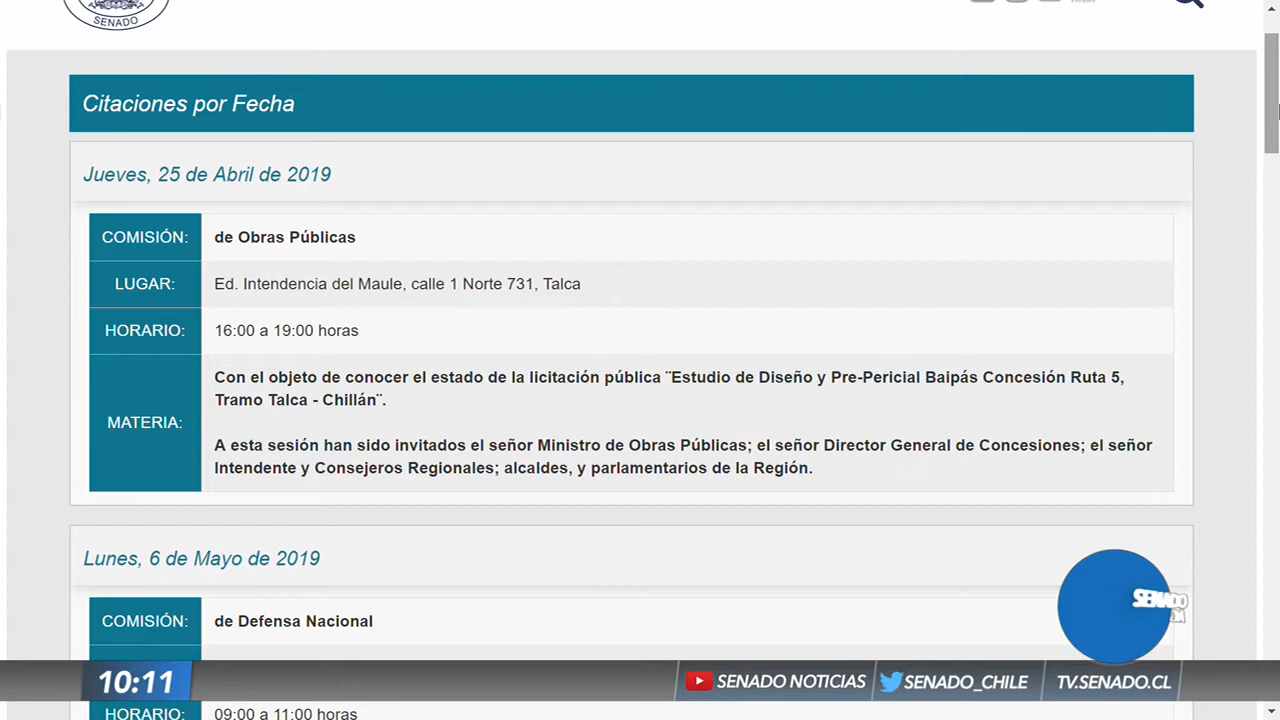 SENADO
Citaciones por Fecha
Jueves, 25 de Abril de 2019
COMISIÓN: de Obras Públicas
LUGAR: Ed. Intendencia del Maule, calle 1 Norte 731, Talca
HORARIO: 16:00 a 19:00 horas
MATERIA:
Con el objeto de conocer el estado de la licitación pública ¨Estudio de Diseño y Pre-Pericial Baipás Concesión Ruta 5,
Tramo Talca - Chillán¨.
A esta sesión han sido invitados el señor Ministro de Obras Públicas; el señor Director General de Concesiones; el señor
Intendente y Consejeros Regionales; alcaldes, y parlamentarios de la Región.
Lunes, 6 de Mayo de 2019
COMISIÓN: de Defensa Nacional
SENADO
10:11
SENADO NOTICIAS
SENADO_CHILE
TV.SENADO.CL
HORARIO: 09:00 a 11:00 horas